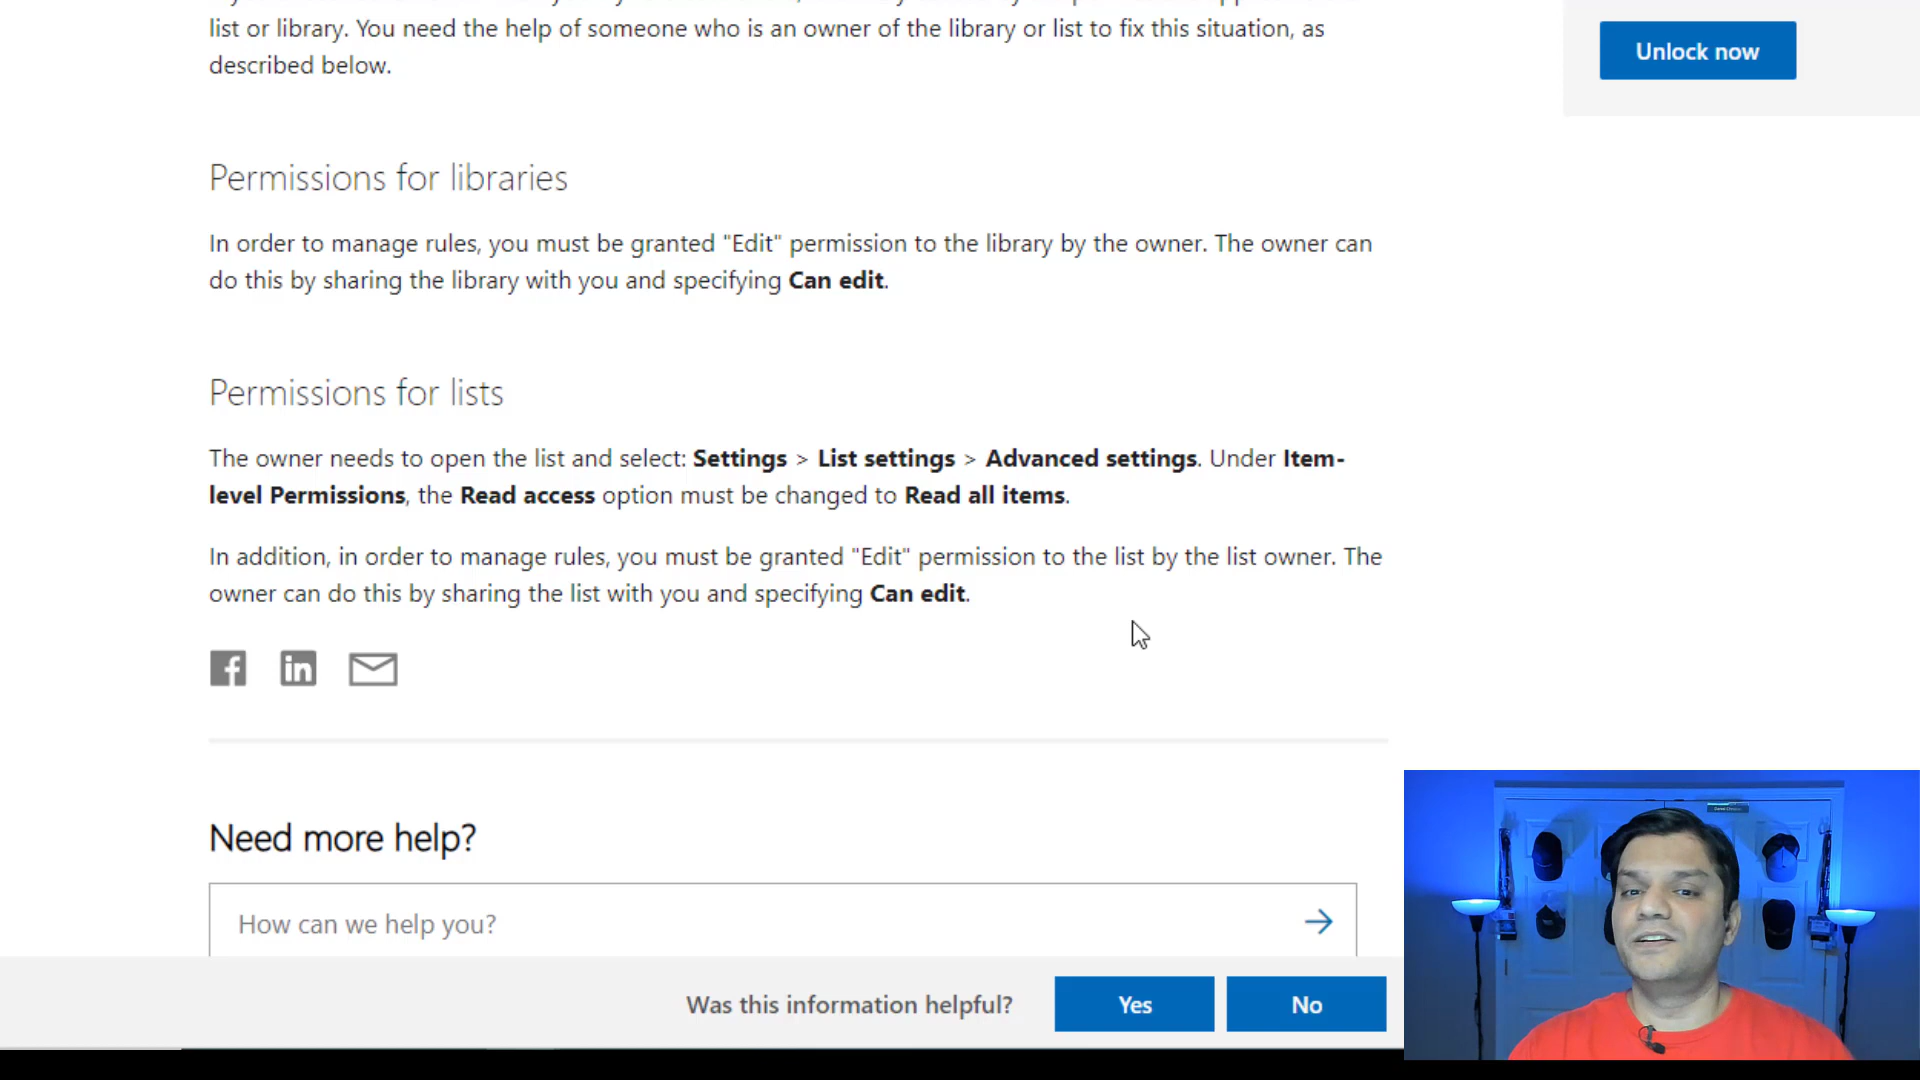 list or library. You need the help of someone who is an owner of the library or list to fix this situation, as
described below.
Unlock now
Permissions for libraries
In order to manage rules, you must be granted "Edit" permission to the library by the owner. The owner can
do this by sharing the library with you and specifying Can edit.
Permissions for lists
The owner needs to open the list and select: Settings > List settings > Advanced settings. Under Item-
level Permissions, the Read access option must be changed to Read all items.
In addition, in order to manage rules, you must be granted "Edit" permission to the list by the list owner. The
owner can do this by sharing the list with you and specifying Can edit.
f in
Need more help?
How can we help you?
Was this information helpful?
Yes
No